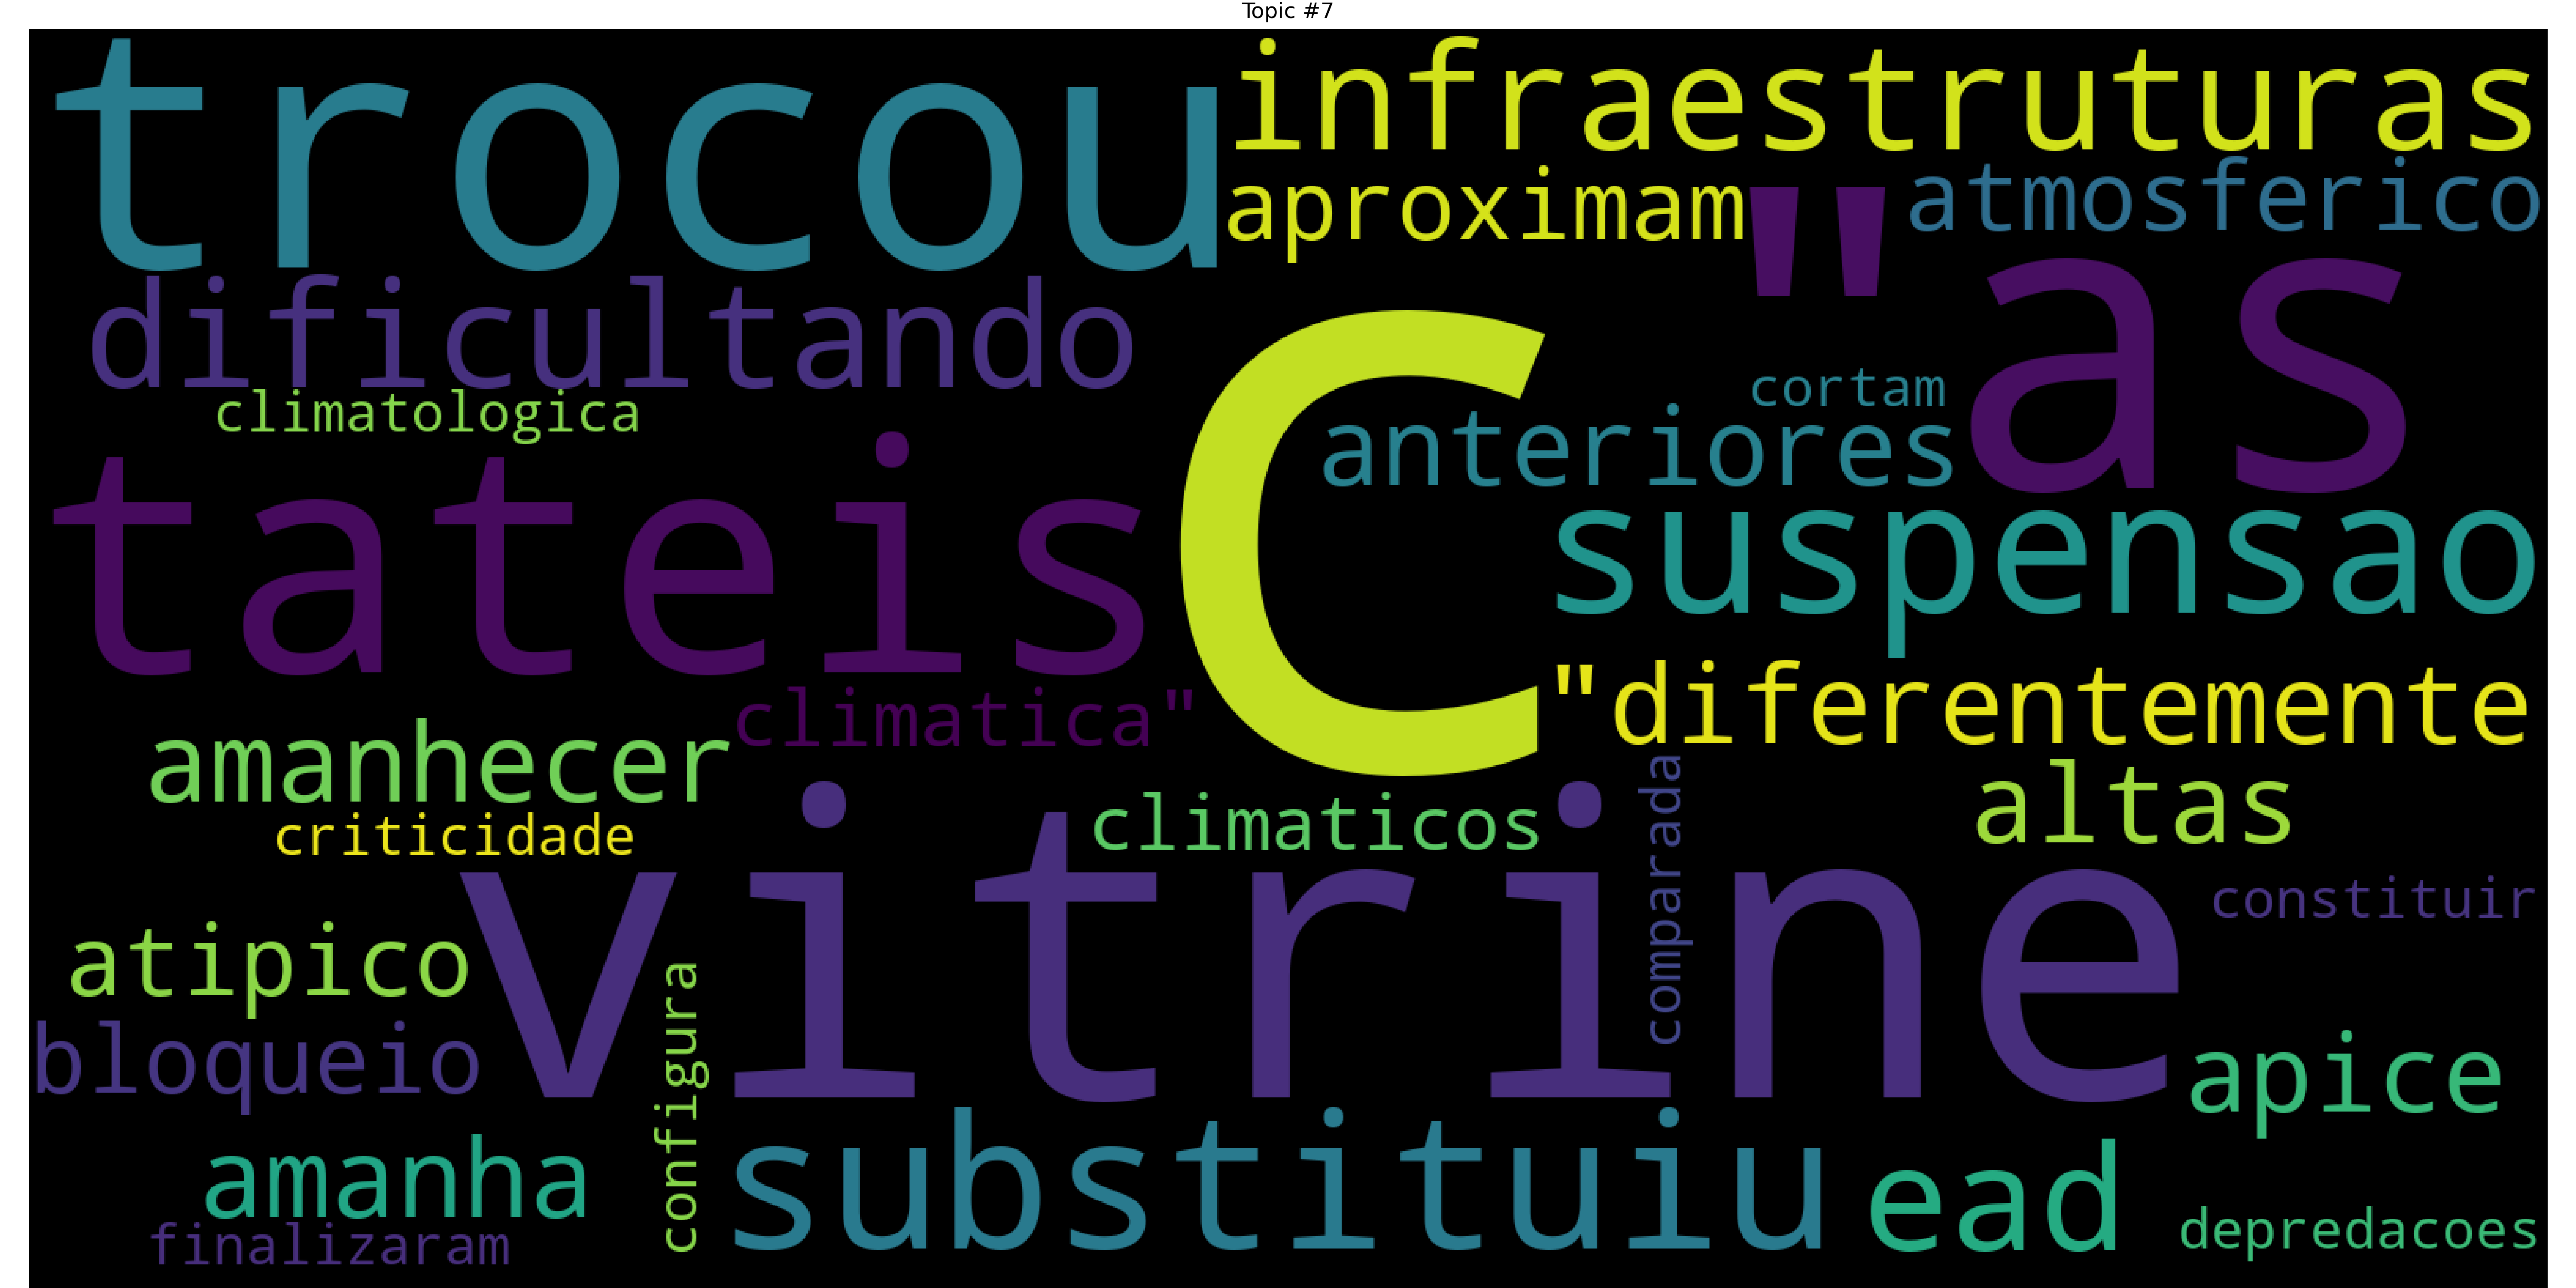 Topic #7
trocou
infraestruturas
aproximam
atmosferico
"as
dificultando
climatologica
C
cortam
anteriores
tateis
suspensao
climatica"
"diferentemente
amanhecer
criticidade
climaticos
comparada
altas
vitrine
constituir
atipico
bloqueio
configura
apice
amanha
substituiu
ead
finalizaram
depredacoes